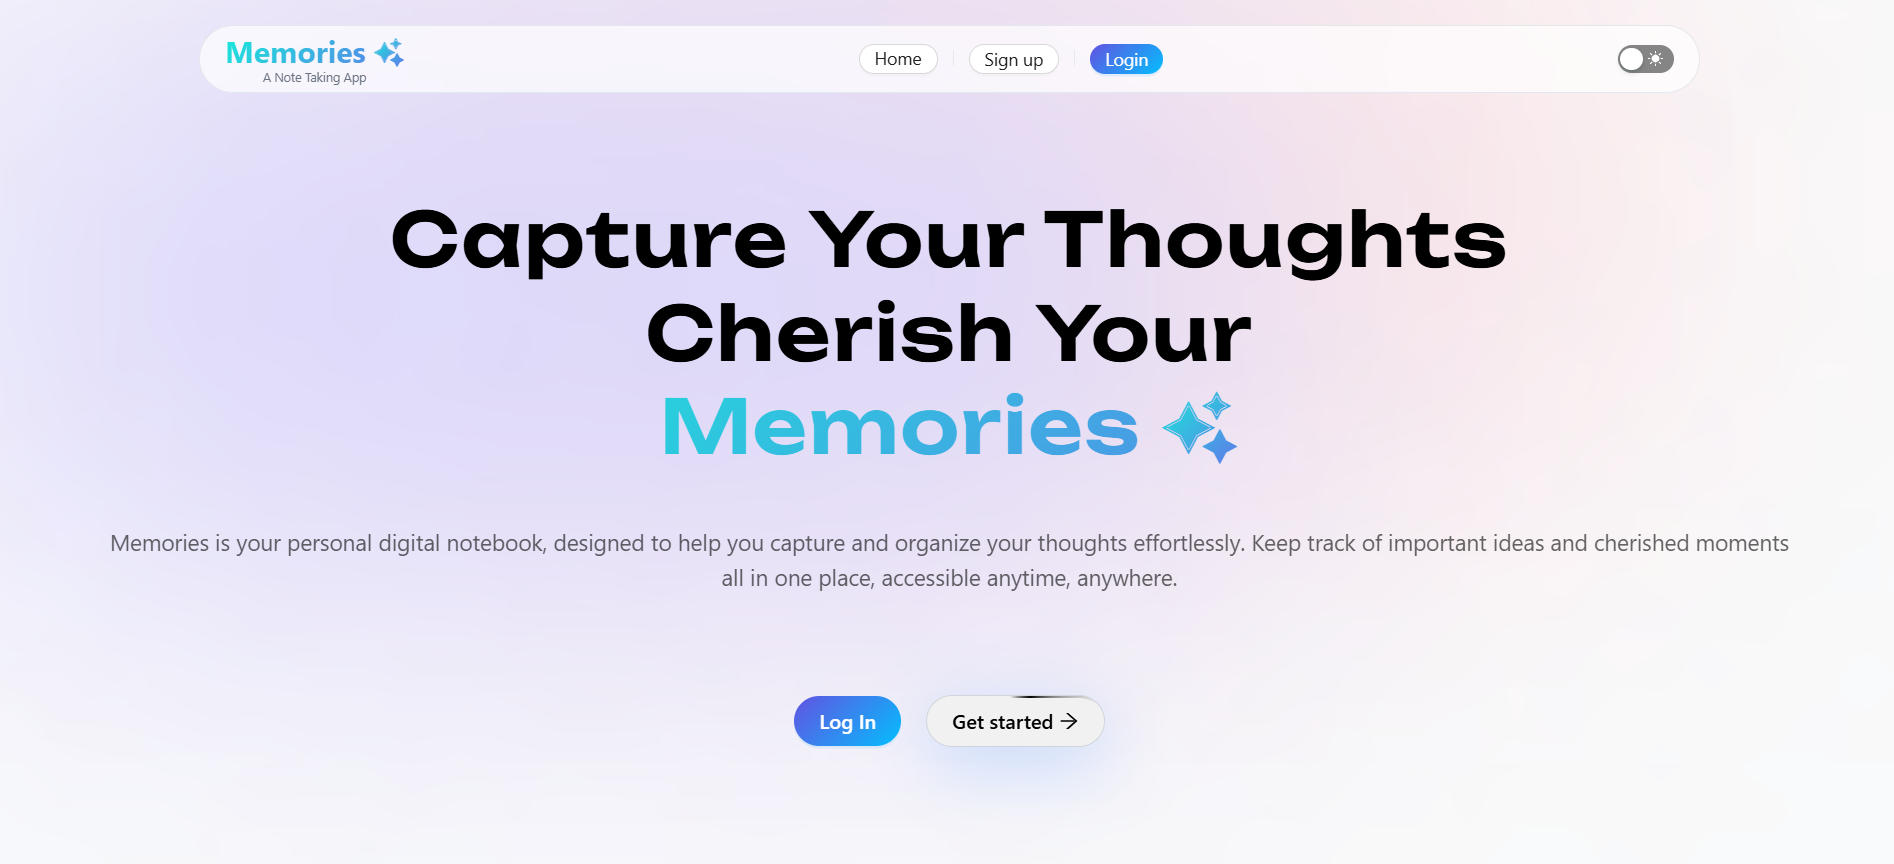 Memories
A Note Taking App
Home
Sign up
Login
Capture Your Thoughts
Cherish Your
Memories
Memories is your personal digital notebook, designed to help you capture and organize your thoughts effortlessly. Keep track of important ideas and cherished moments
all in one place, accessible anytime, anywhere.
Log In
Get started